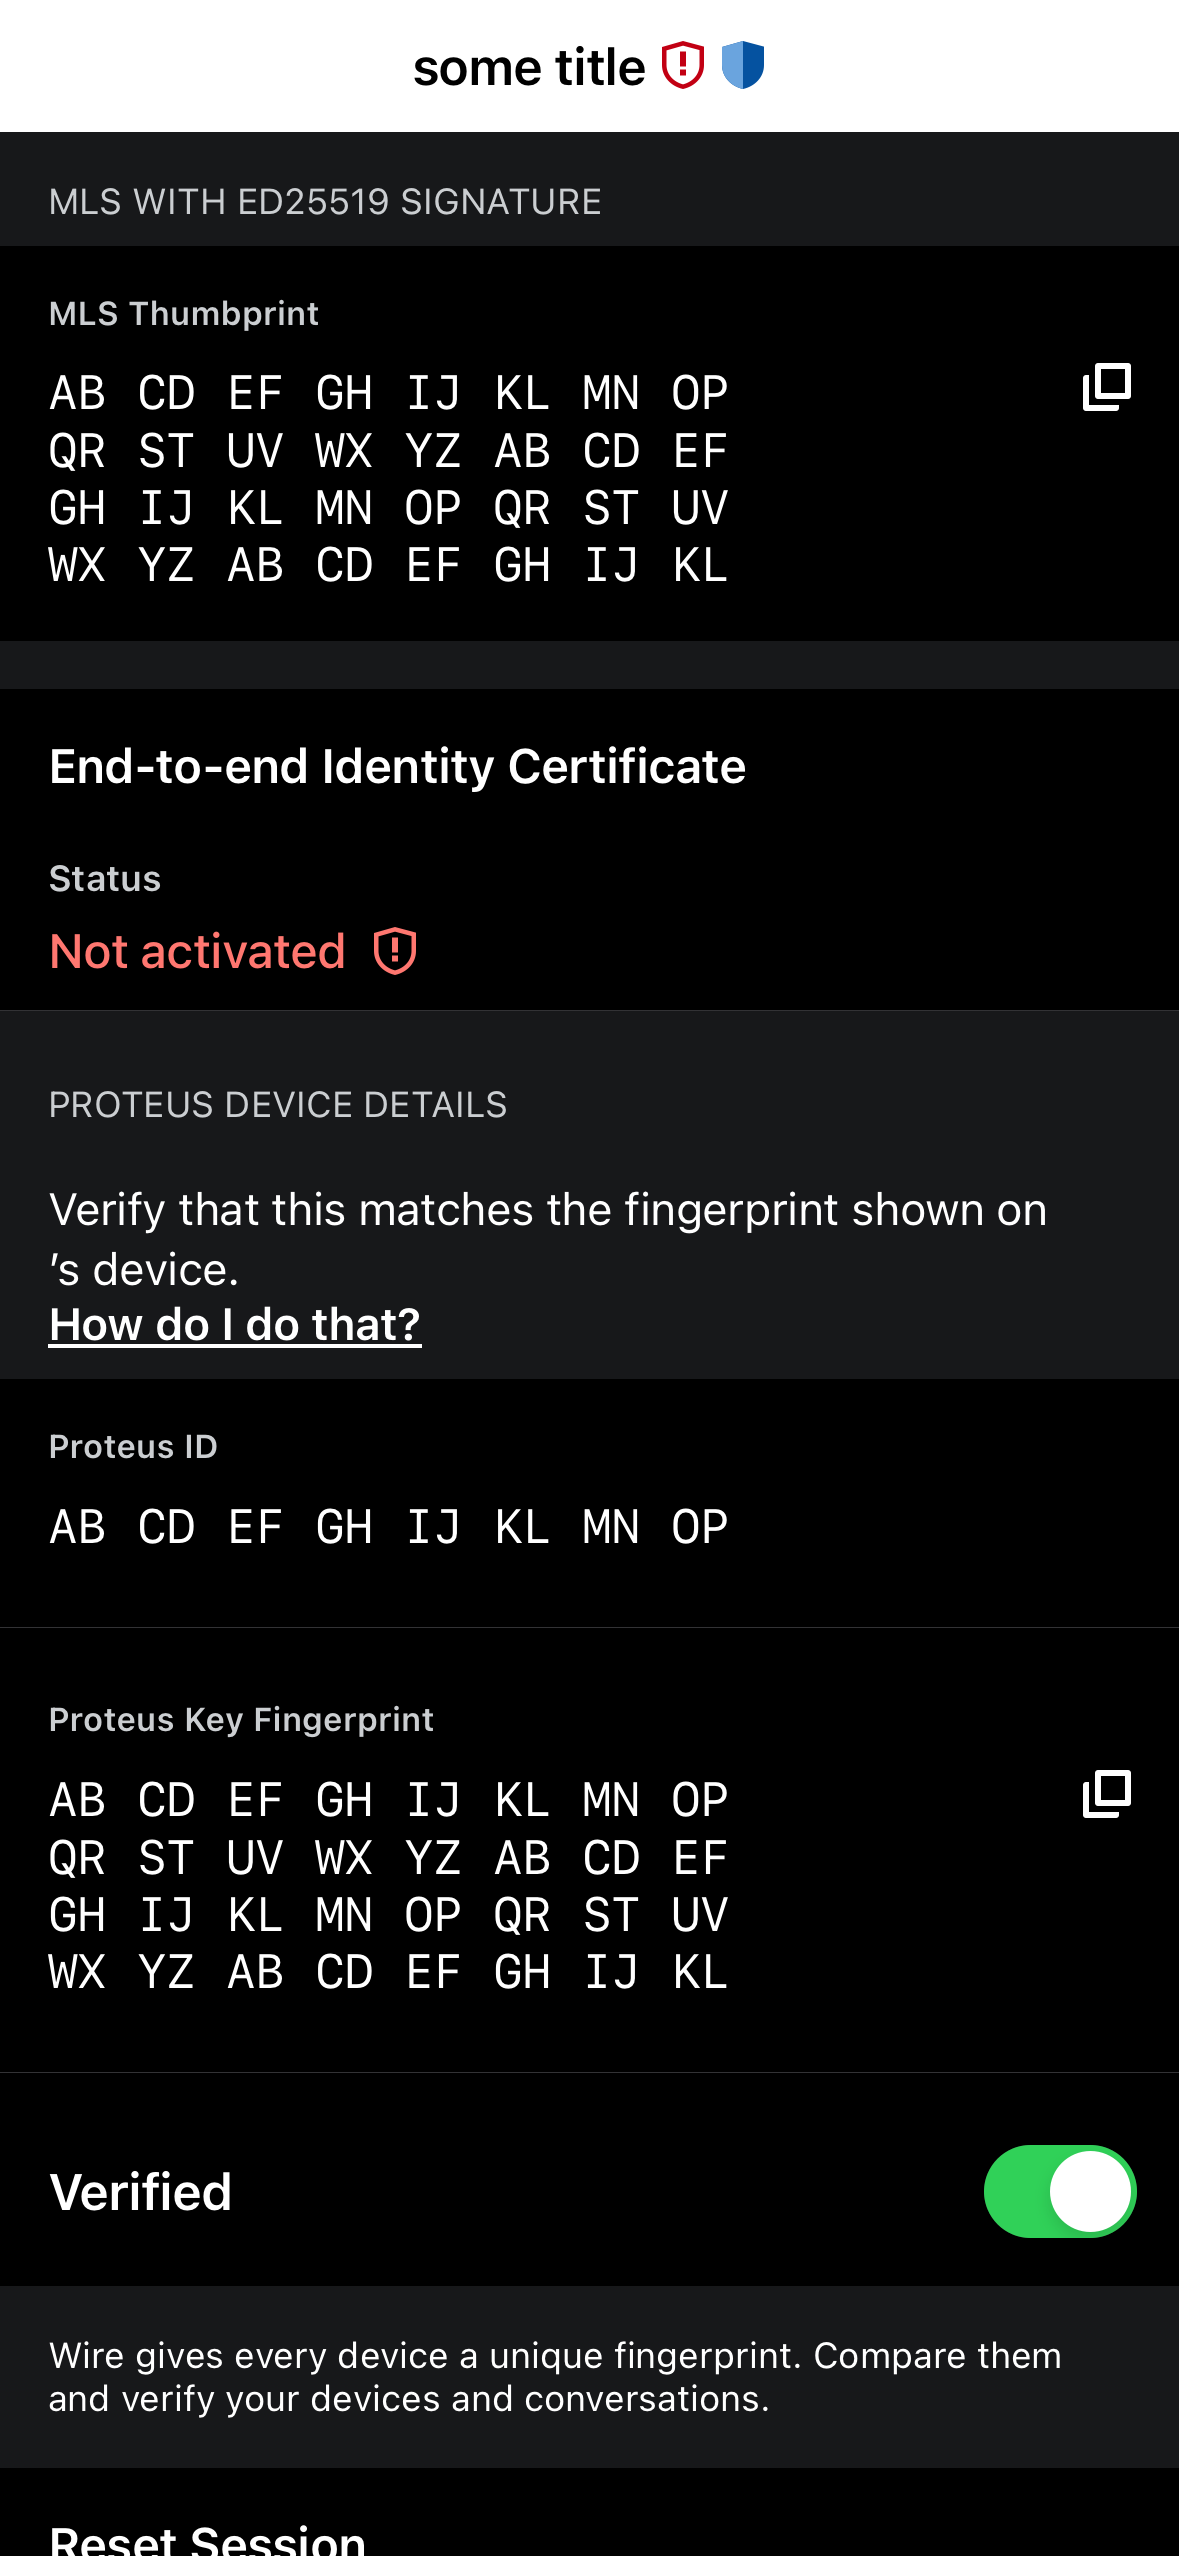 some title
MLS WITH ED25519 SIGNATURE
MLS Thumbprint
AB CD EF GH IJ KL MN OP
QR ST UV WX YZ AB CD EF
GH IJ KL MN OP QR ST UV
WX YZ AB CD EF GH IJ KL
End-to-end Identity Certificate
Status
Not activated
PROTEUS DEVICE DETAILS
Verify that this matches the fingerprint shown on
’s device.
How do I do that?
Proteus ID
AB CD EF GH IJ KL MN OP
Proteus Key Fingerprint
AB CD EF GH IJ KL MN OP
QR ST UV WX YZ AB CD EF
GH IJ KL MN OP QR ST UV
WX YZ AB CD EF GH IJ KL
Verified
Wire gives every device a unique fingerprint. Compare them
and verify your devices and conversations.
Reset Session